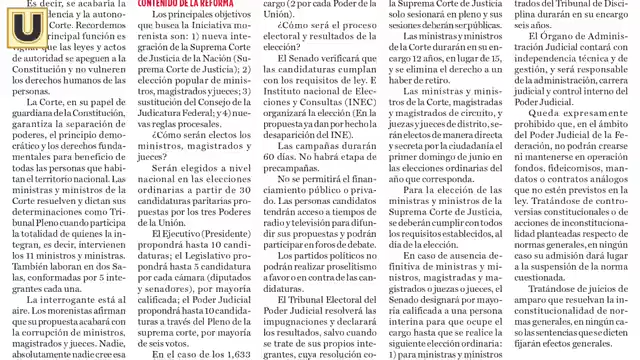 Es decir, se acabaría la
dencia y la autono-
Corte. Recordemos
principal función es
que las leyes y actos
de autoridad se apeguen a la
Constitución y no vulneren
los derechos humanos de las
personas.
La Corte, en su papel de
guardiana de la Constitución,
garantiza la separación de
poderes, el principio demo-
crático y los derechos funda-
mentales para beneficio de
todas las personas que habi-
tan el territorio nacional. Las
ministras y ministros de la
Corte resuelven y dictan sus
determinaciones como Tri-
bunal Pleno cuando participa
la totalidad de quienes la in-
tegran, es decir, intervienen
los 11 ministros y ministras.
También laboran en dos Sa-
las, conformadas por 5 inte-
grantes cada una.
La interrogante está al
aire. Los morenistas afirman
que su propuesta acabará con
la corrupción de ministros,
magistrados y jueces. Nadie,
absolutamente nadie cree esa
CONTENIDO DE LA REFORMA
Los principales objetivos
que busca la Iniciativa mo-
renista son: 1) nueva inte-
gración de la Suprema Corte
de Justicia de la Nación (Su-
prema Corte de Justicia); 2)
elección popular de minis-
tros, magistrados y jueces; 3)
sustitución del Consejo de la
Judicatura Federal; y 4) nue-
vas reglas procesales.
¿Cómo serían electos los
ministros, magistrados y
jueces?
Serán elegidos a nivel
nacional en las elecciones
ordinarias a partir de 30
candidaturas paritarias pro-
puestas por los tres Poderes
de la Unión.
El Ejecutivo (Presidente)
propondrá hasta 10 candi-
daturas; el Legislativo pro-
pondrá hasta 5 candidaturas
por cada cámara (diputados
y senadores), por mayoría
calificada; el Poder Judicial
propondrá hasta 10 candida-
turas a través del Pleno de la
suprema corte, por mayoría
de seis votos.
En el caso de los 1,633
cargo (2 por cada Poder de la
Unión).
¿Cómo será el proceso
electoral y resultados de la
elección?
El Senado verificará que
las candidaturas cumplan
con los requisitos de ley. E
Instituto nacional de Elec-
ciones y Consultas (INEC)
organizará la elección (En la
propuesta ya dan por hecho la
desaparición del INE).
Las campañas durarán
60 días. No habrá etapa de
precampañas.
No se permitirá el finan-
ciamiento público o priva-
do. Las personas candidatos
tendrán acceso a tiempos de
radio y televisión para difun-
dir sus propuestas y podrán
participar en foros de debate.
Los partidos políticos no
podrán realizar proselitismo
a favor o en contra de las can-
didaturas.
El Tribunal Electoral del
Poder Judicial resolverá las
impugnaciones y declarará
los resultados, salvo cuando
se trate de sus propios inte-
grantes, cuya resolución co-
la Suprema Corte de Justicia
solo sesionará en pleno y sus
sesiones deberán ser públicas.
Las ministras y ministros
de la Corte durarán en su en-
cargo 12 años, en lugar de 15,
y se elimina el derecho a un
haber de retiro.
Las ministras y minis-
tros de la Corte, magistradas
y magistrados de circuito, y
juezas y jueces de distrito, se-
rán electos de manera directa
y secreta por la ciudadanía el
primer domingo de junio en
las elecciones ordinarias del
año que corresponda.
Para la elección de las
ministras y ministros de la
Suprema Corte de Justicia,
se deberán cumplir con todos
los requisitos establecidos, al
día de la elección.
En caso de ausencia de-
finitiva de ministras y mi-
nistros, magistradas y ma-
gistrados o juezas o jueces, el
Senado designará por mayo-
ría calificada a una persona
interina para que ocupe el
cargo hasta que se realice la
siguiente elección ordinaria:
1) para ministras y ministros
trados del Tribunal de Disci-
plina durarán en su encargo
seis años.
El Órgano de Adminis-
tración Judicial contará con
independencia técnica y de
gestión, y será responsable
de la administración, carrera
judicial y control interno del
Poder Judicial.
Queda expresamente
prohibido que, en el ámbito
del Poder Judicial de la Fe-
deración, no podrán crearse
ni mantenerse en operación
fondos, fideicomisos, man-
datos o contratos análogos
que no estén previstos en la
ley. Tratándose de contro-
versias constitucionales o de
acciones de inconstituciona-
lidad planteadas respecto de
normas generales, en ningún
caso su admisión dará lugar
a la suspensión de la norma
cuestionada.
Tratándose de juicios de
amparo que resuelvan la in-
constitucionalidad de nor-
mas generales, en ningún ca-
so las sentencias que se dicten
fijarán efectos generales.